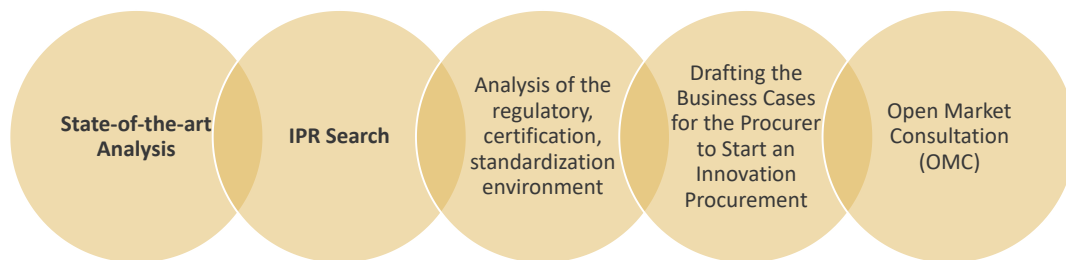 State-of-the-art
Analysis
IPR Search
Analysis of the
regulatory,
certification,
standardization
environment
Drafting the
Business Cases
for the Procurer
to Start an
Innovation
Procurement
Open Market
Consultation
(OMC)